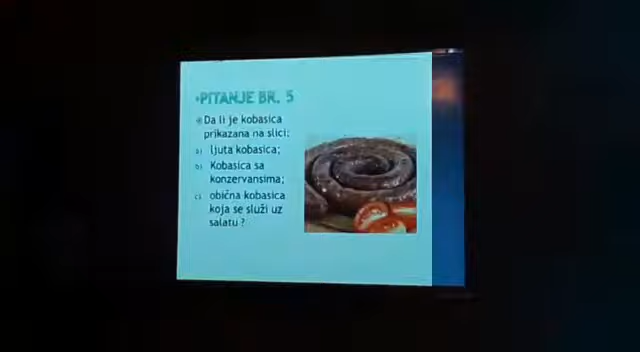 PITANJE BR. 5
Da li je kobasica
prikazana na slici:
a) ljuta kobasica;
b) Kobasica sa
konzervansima;
c) obična kobasica
koja se služi uz
salatu?